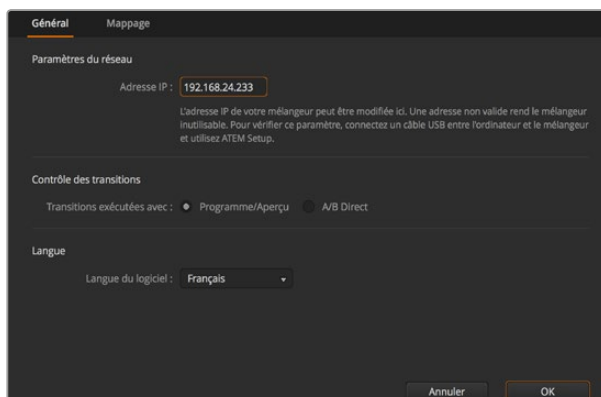 Général Mappage
Paramètres du réseau
Adresse IP : 192.168.24.233
L'adresse IP de votre mélangeur peut être modifiée ici. Une adresse non valide rend le mélangeur
inutilisable. Pour vérifier ce paramètre, connectez un câble USB entre l'ordinateur et le mélangeur
et utilisez ATEM Setup.
Contrôle des transitions
Transitions exécutées avec : Programme/Aperçu A/B Direct
Langue
Langue du logiciel : Français
Annuler OK